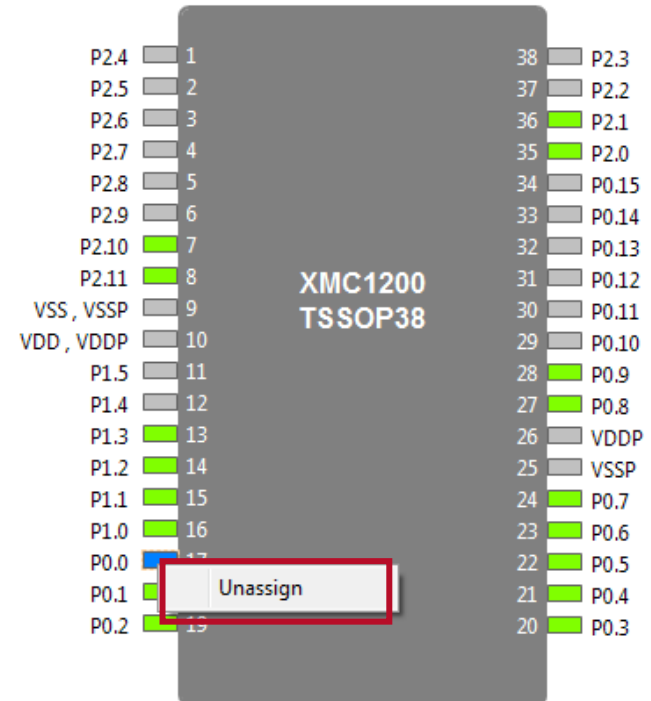 P2.4 1 38 P2.3
P2.5 2 37 P2.2
P2.6 3 36 P2.1
P2.7 4 35 P2.0
P2.8 5 34 P0.15
P2.9 6 33 P0.14
P2.10 7 32 P0.13
P2.11 8 XMC1200 31 P0.12
VSS , VSSP 9 TSSOP38 30 P0.11
VDD , VDDP 10 29 P0.10
P1.5 11 28 P0.9
P1.4 12 27 P0.8
P1.3 13 26 VDDP
P1.2 14 25 VSSP
P1.1 15 24 P0.7
P1.0 16 23 P0.6
P0.0 17 22 P0.5
P0.1 Unassign 21 P0.4
P0.2 19 20 P0.3